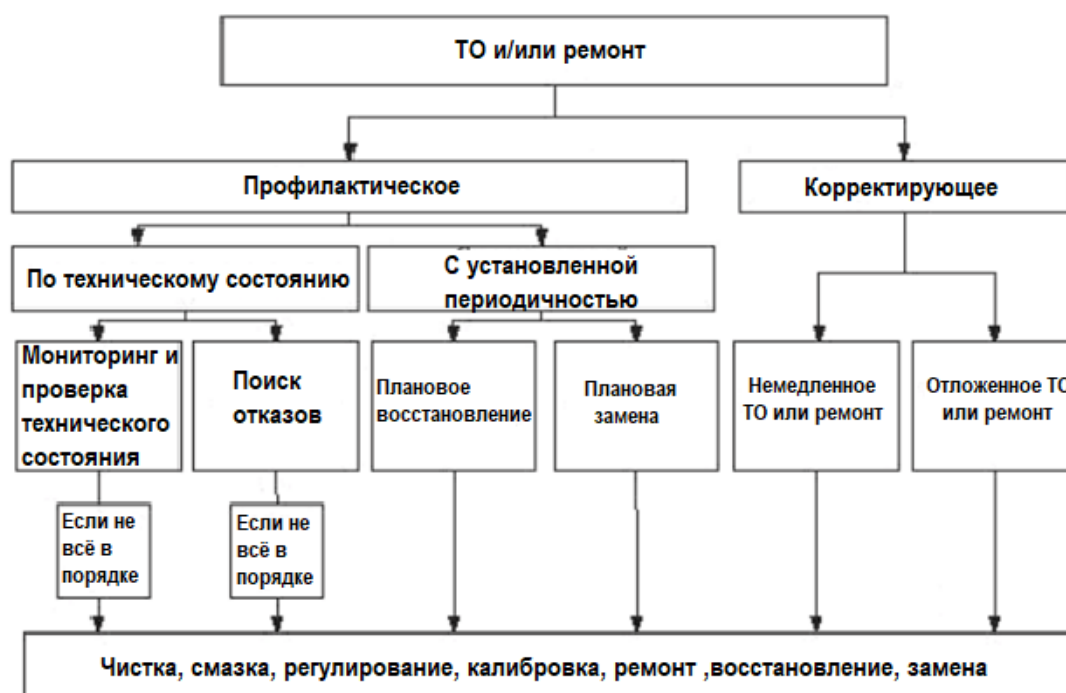 ТО и/или ремонт
Профилактическое
Корректирующее
По техническому состоянию
С установленной
периодичностью
Мониторинг и
проверка
технического
состояния
Поиск
отказов
Плановое
восстановление
Плановая
замена
Немедленное
ТО или ремонт
Отложенное ТО
или ремонт
Если не
всё в
порядке
Если не
всё в
порядке
Чистка, смазка, регулирование, калибровка, ремонт ,восстановление, замена